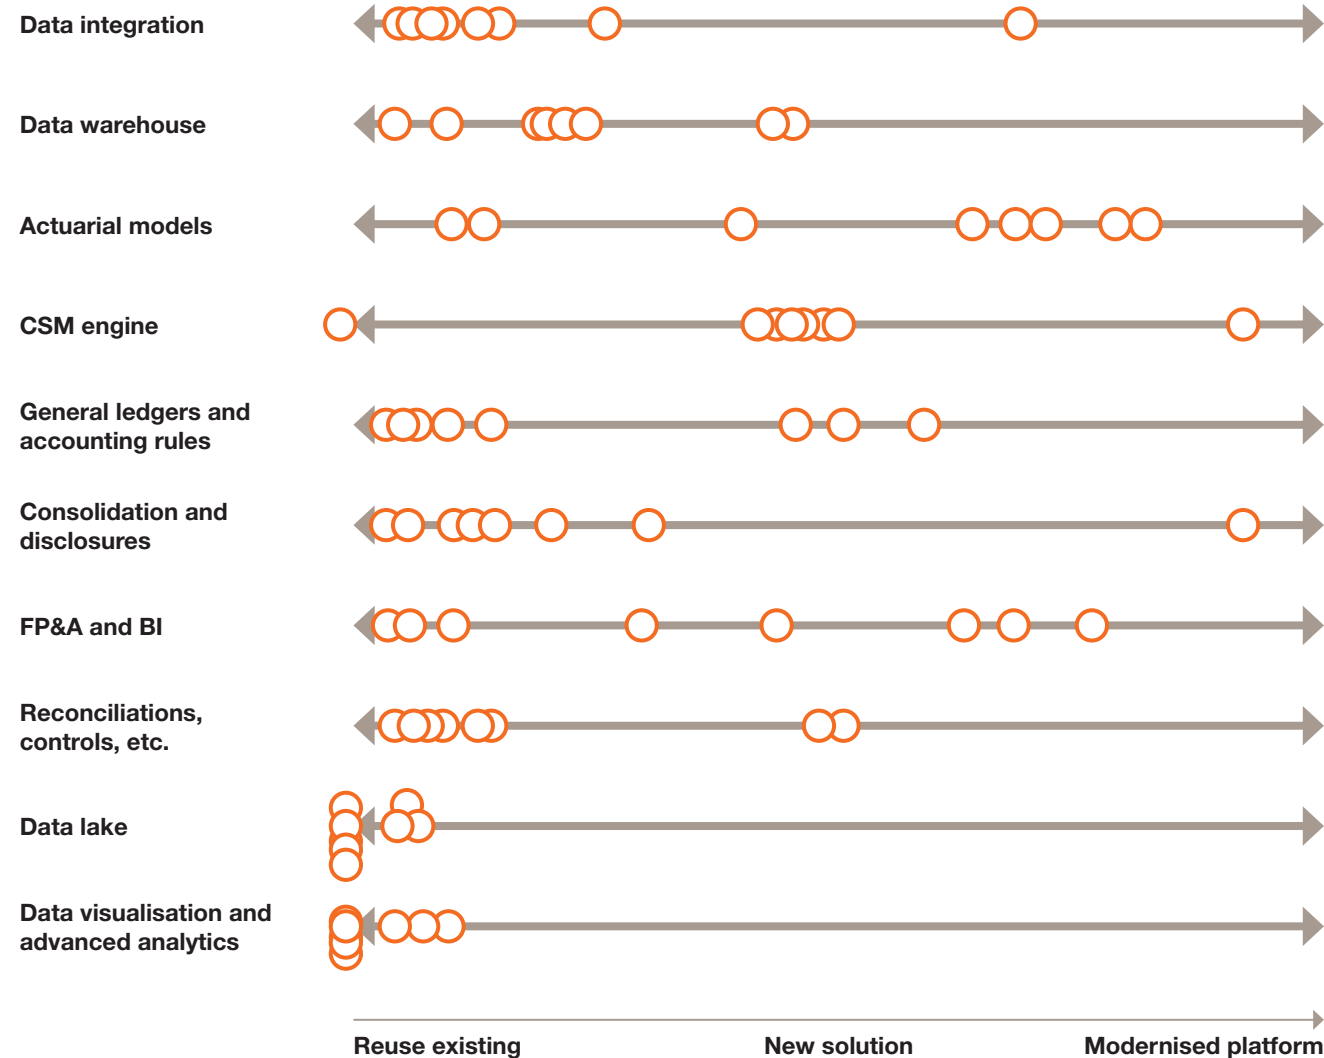 Data integration
Data warehouse
Actuarial models
CSM engine
General ledgers and
accounting rules
Consolidation and
disclosures
FP&A and BI
Reconciliations,
controls, etc.
Data lake
Data visualisation and
advanced analytics
Reuse existing
New solution
Modernised platform